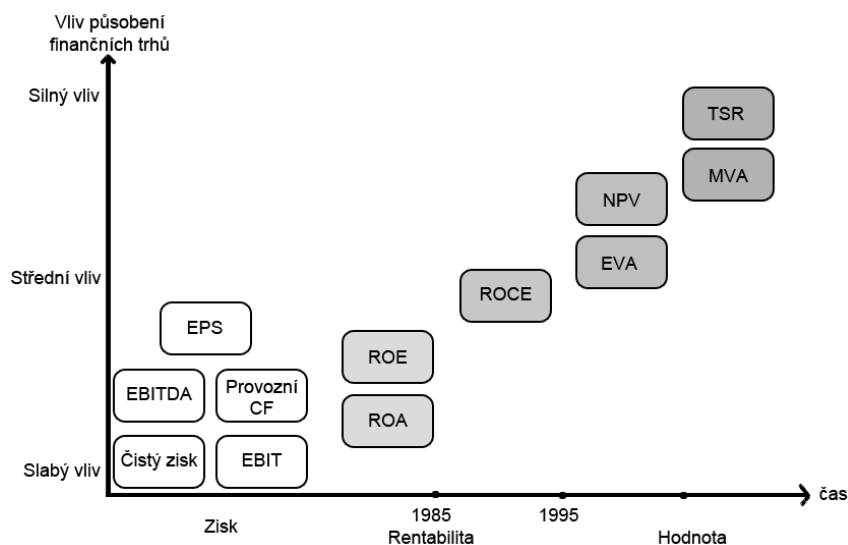 Vliv působení
finančních trhů
Silný vliv
TSR
MVA
NPV
EVA
Střední vliv
ROCE
EPS
ROE
EBITDA
Provozní
CF
ROA
Čistý zisk
EBIT
Slabý vliv
čas
1985
1995
Zisk
Rentabilita
Hodnota